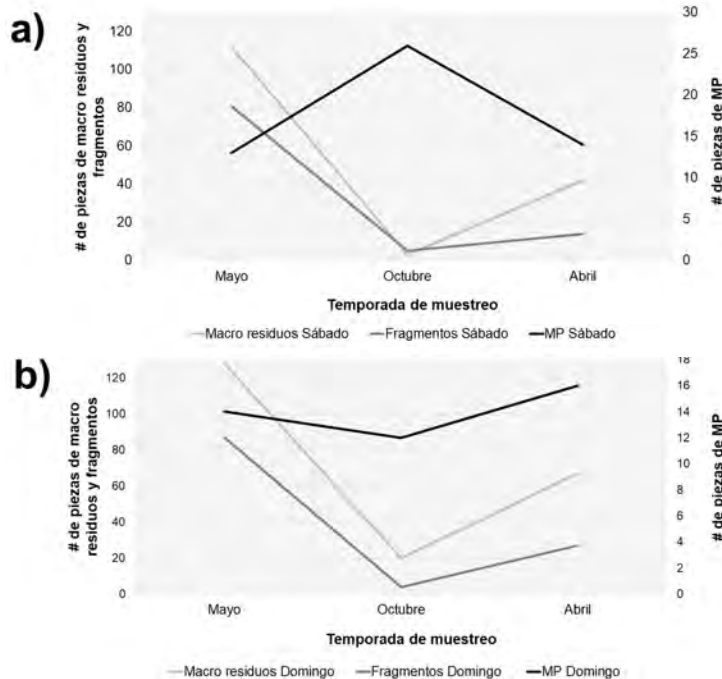 a)
# de piezas de macro residuos y
fragmentos
120
100
80
60
40
20
0
30
25
20
15
10
5
0
# de piezas de MP
Mayo
Octubre
Abril
Temporada de muestreo
Macro residuos Sábado
Fragmentos Sábado
MP Sábado
b)
# de piezas de macro
residuos y fragmentos
120
100
80
60
40
20
0
18
16
14
12
10
8
6
4
2
0
# de piezas de MP
Mayo
Octubre
Abril
Temporada de muestreo
Macro residuos Domingo
Fragmentos Domingo
MP Domingo